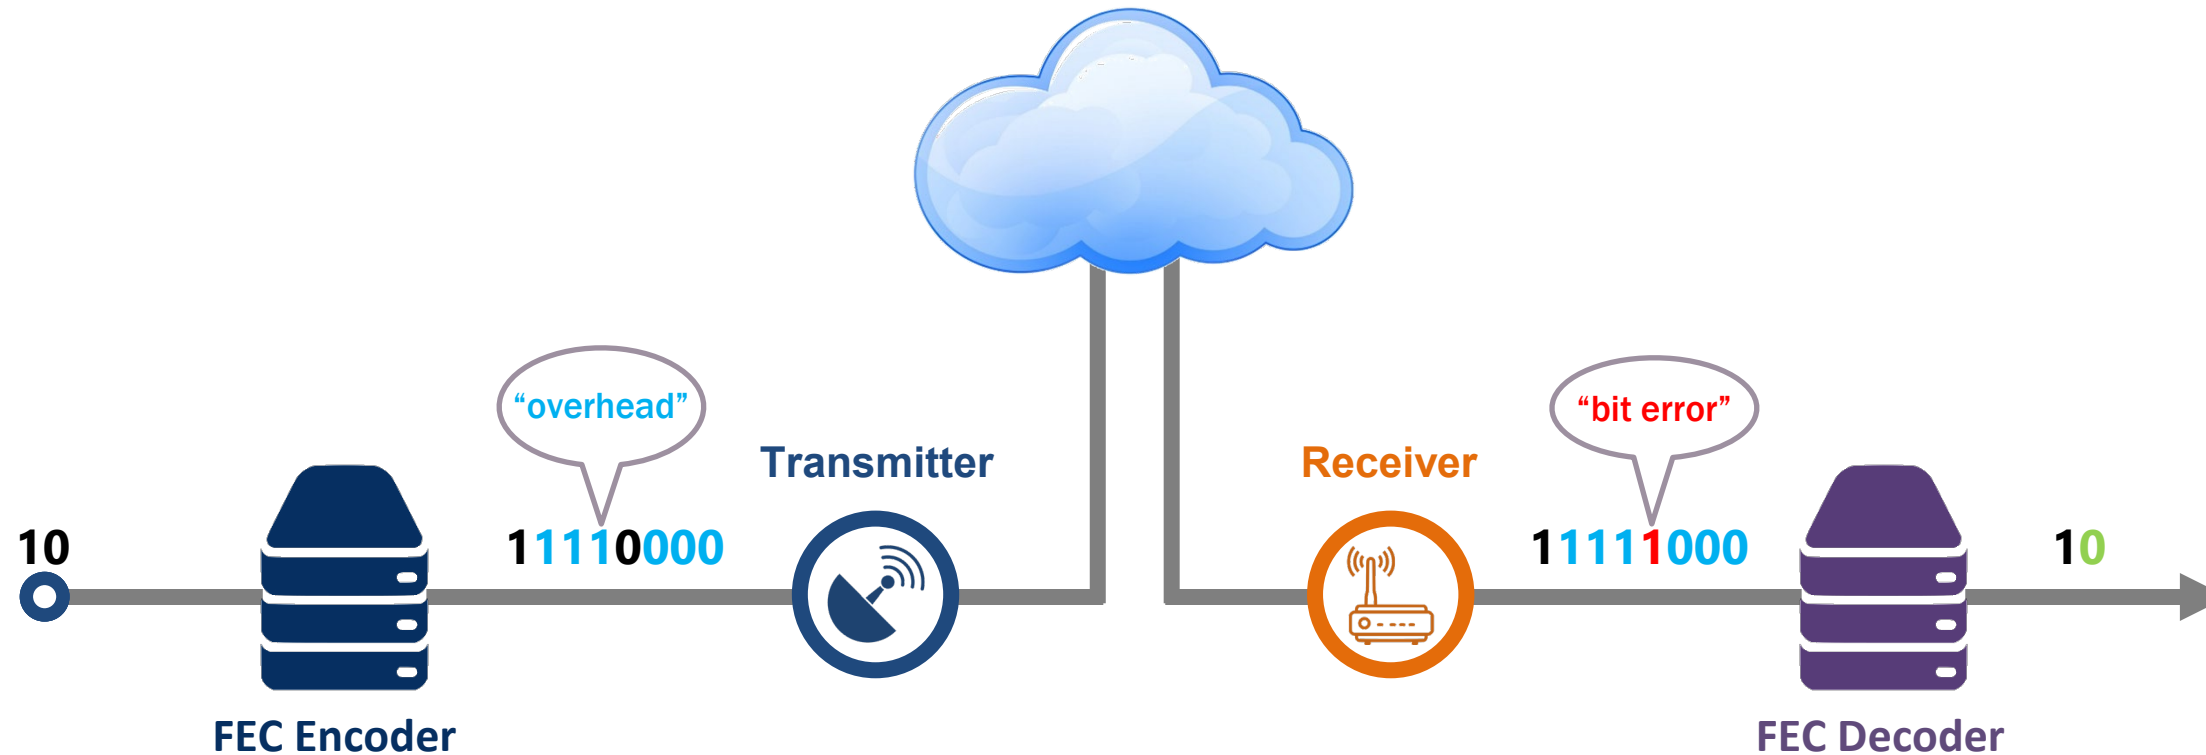 “overhead”
“bit error”
Transmitter
Receiver
10
11110000
11111000
10
FEC Encoder
FEC Decoder